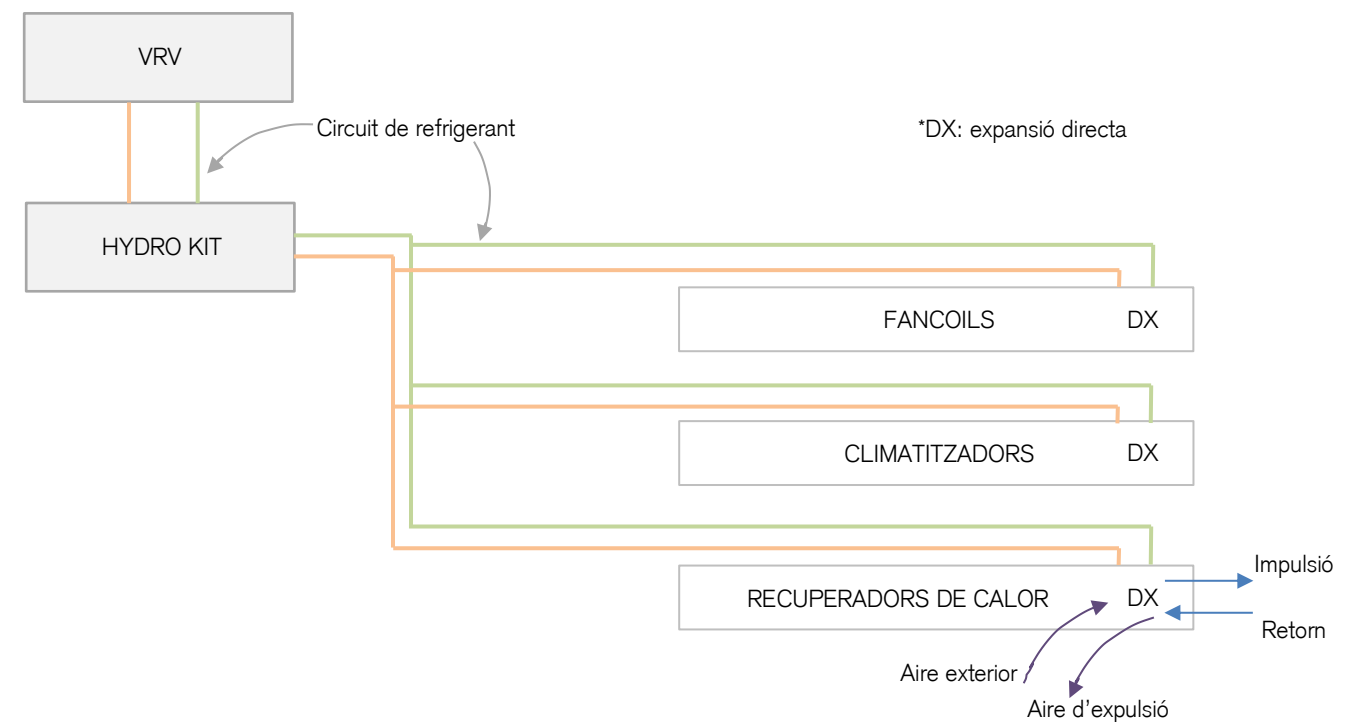 VRV
Circuit de refrigerant
*DX: expansió directa
HYDRO KIT
FANCOILS DX
CLIMATITZADORS DX
RECUPERADORS DE CALOR DX
Impulsió
Retorn
Aire exterior
Aire d'expulsió